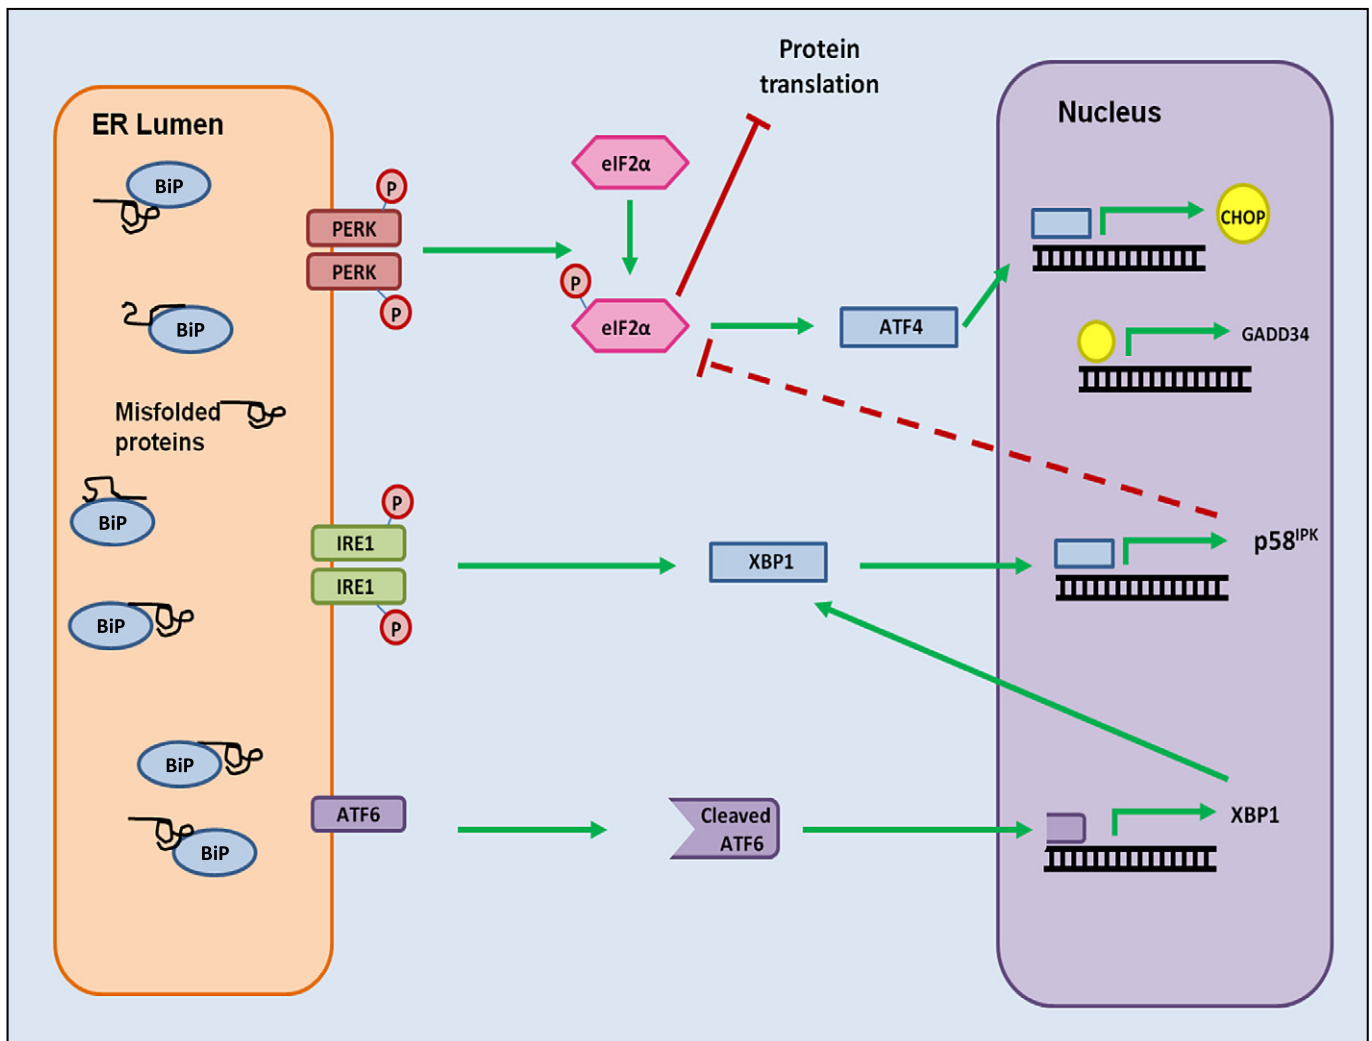 Protein
translation
ER Lumen
Nucleus
BiP
P
PERK
PERK
P
eIF2α
P
eIF2α
ATF4
CHOP
GADD34
BiP
Misfolded
proteins
BiP
P
IRE1
IRE1
P
XBP1
p58IPK
BiP
BiP
ATF6
Cleaved
ATF6
XBP1
BiP